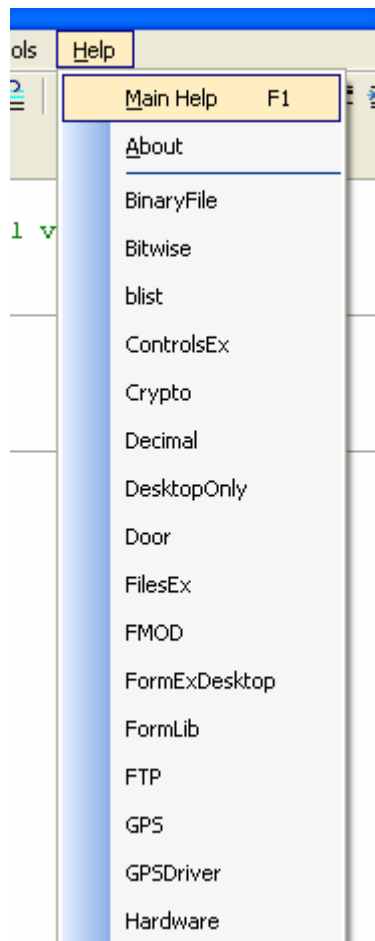 ols Help
Main Help F1
About
BinaryFile
l v
Bitwise
blist
ControlsEx
Crypto
Decimal
DesktopOnly
Door
FilesEx
FMOD
FormExDesktop
FormLib
FTP
GPS
GPSDriver
Hardware